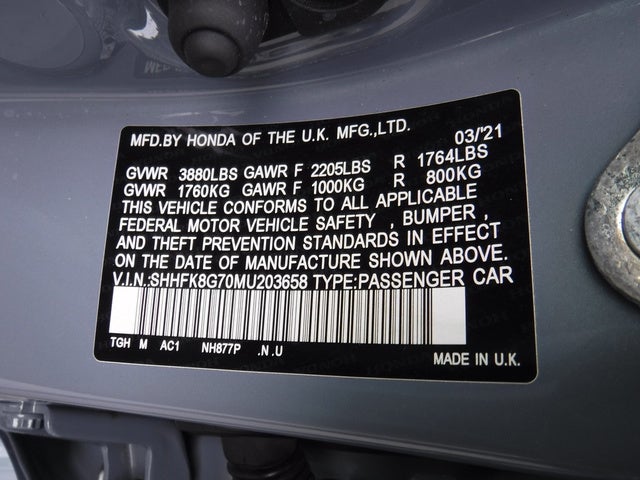 MFD.BY HONDA OF THE U.K. MFG.,LTD. 03/'21
GVWR 3880LBS GAWR F 2205LBS R 1764LBS
GVWR 1760KG GAWR F 1000KG R 800KG
THIS VEHICLE CONFORMS TO ALL APPLICABLE
FEDERAL MOTOR VEHICLE SAFETY , BUMPER ,
AND THEFT PREVENTION STANDARDS IN EFFECT
ON THE DATE OF MANUFACTURE SHOWN ABOVE.
V.I.N.:SHHFK8G70MU203658 TYPE:PASSENGER CAR
TGH M AC1 NH877P .N.U
MADE IN U.K.